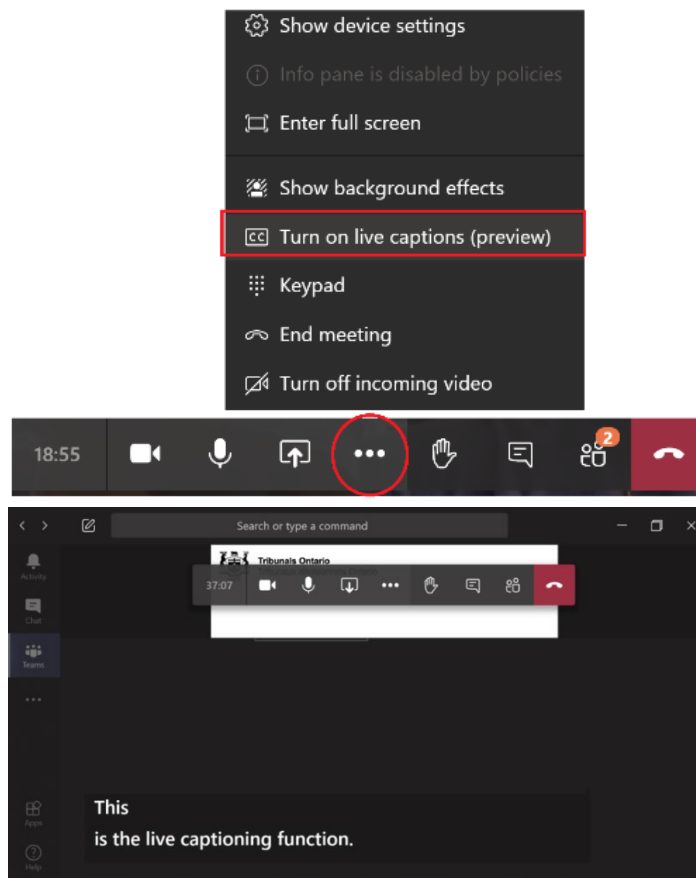 Show device settings
Info pane is disabled by policies
Enter full screen
Show background effects
CC Turn on live captions (preview)
Keypad
End meeting
Turn off incoming video
18:55
2
Search or type a command
Activity
Tribunals Ontario
37:07
Chat
Teams
This
is the live captioning function.
Apps
Help